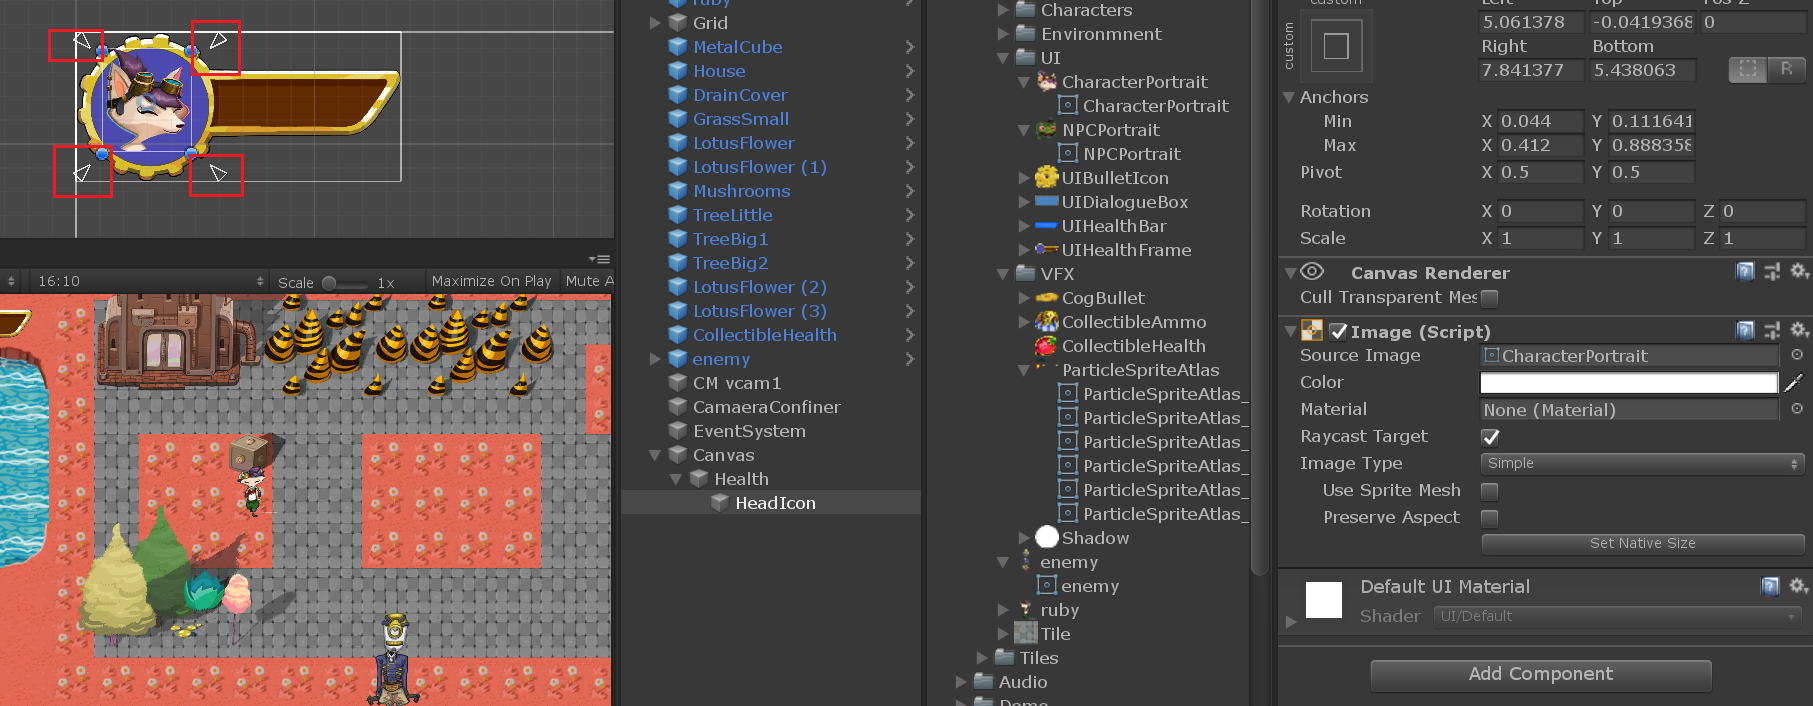 16:10
Scale
1x
Maximize On Play
Mute A
ruby
Grid
MetalCube
House
DrainCover
GrassSmall
LotusFlower
LotusFlower (1)
Mushrooms
TreeLittle
TreeBig1
TreeBig2
LotusFlower (2)
LotusFlower (3)
CollectibleHealth
enemy
CM vcam1
CamaeraConfiner
EventSystem
Canvas
Health
HeadIcon
Characters
Environmnent
UI
CharacterPortrait
CharacterPortrait
NPCPortrait
NPCPortrait
UIBulletIcon
UIDialogueBox
UIHealthBar
UIHealthFrame
VFX
CogBullet
CollectibleAmmo
CollectibleHealth
ParticleSpriteAtlas
ParticleSpriteAtlas_
ParticleSpriteAtlas_
ParticleSpriteAtlas_
ParticleSpriteAtlas_
ParticleSpriteAtlas_
ParticleSpriteAtlas_
Shadow
enemy
enemy
ruby
Tile
Tiles
Audio
Demo
custom
Left Top Pos Z
custom
5.061378 -0.0419368 0
Right Bottom
7.841377 5.438063 R
Anchors
Min X 0.044 Y 0.111641
Max X 0.412 Y 0.888358
Pivot X 0.5 Y 0.5
Rotation X 0 Y 0 Z 0
Scale X 1 Y 1 Z 1
Canvas Renderer
Cull Transparent Mes
Image (Script)
Source Image CharacterPortrait
Color
Material None (Material)
Raycast Target
Image Type Simple
Use Sprite Mesh
Preserve Aspect
Set Native Size
Default UI Material
Shader UI/Default
Add Component